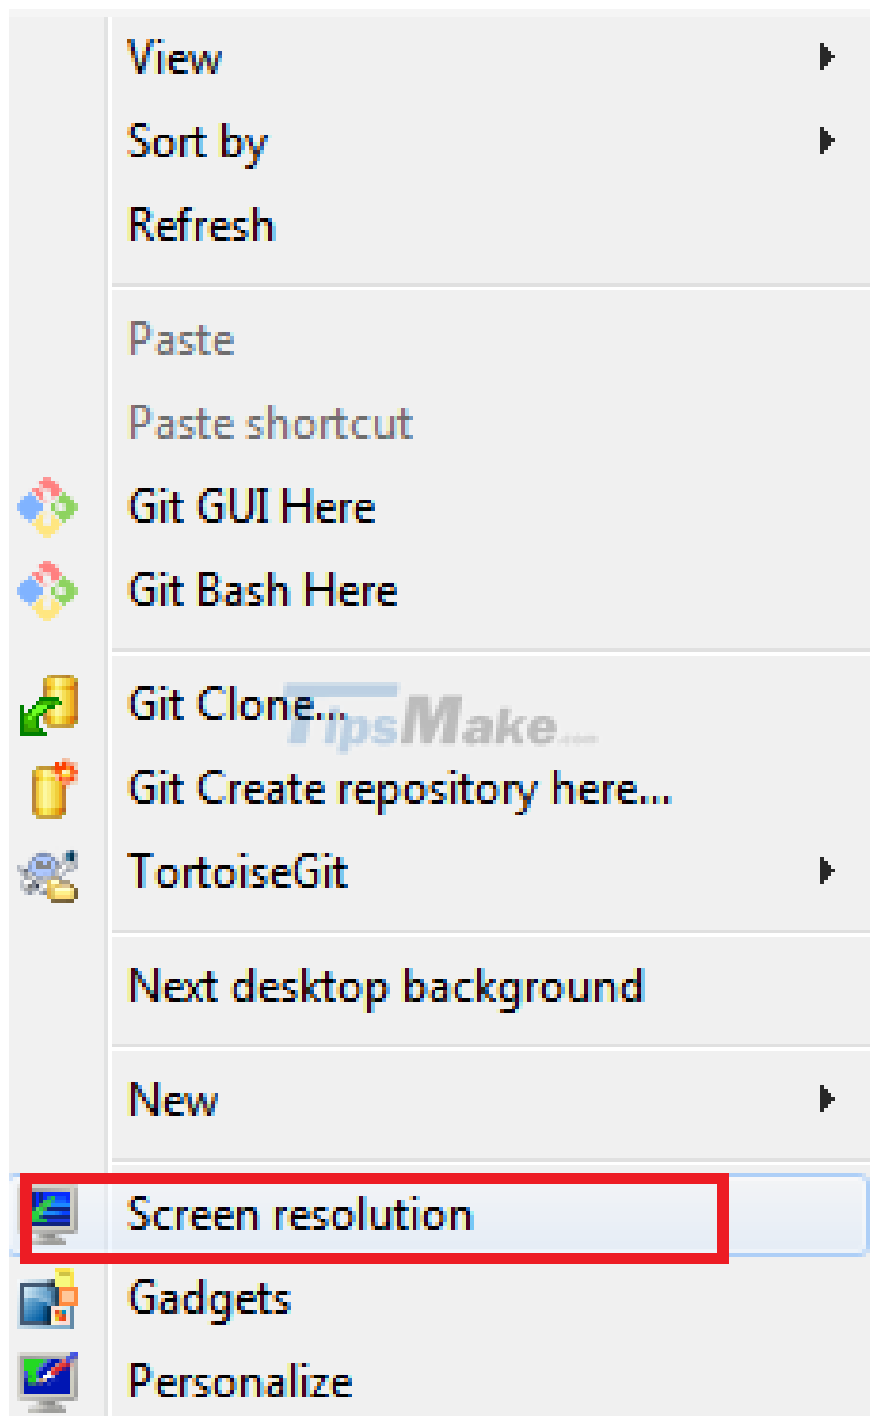 View
Sort by
Refresh
Paste
Paste shortcut
Git GUI Here
Git Bash Here
Git Clone...
TipsMake
Git Create repository here...
TortoiseGit
Next desktop background
New
Screen resolution
Gadgets
Personalize